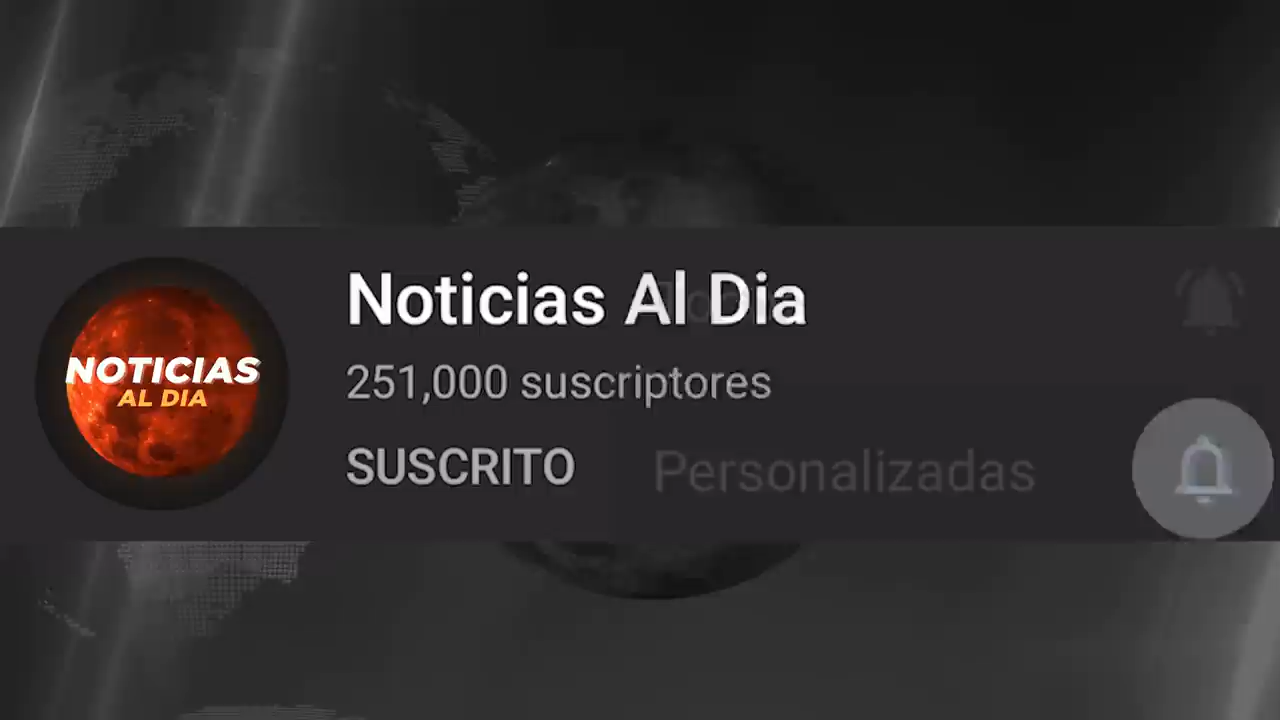 Noticias Al Dia
251,000 suscriptores
SUSCRITO
Personalizadas
NOTICIAS
AL DIA